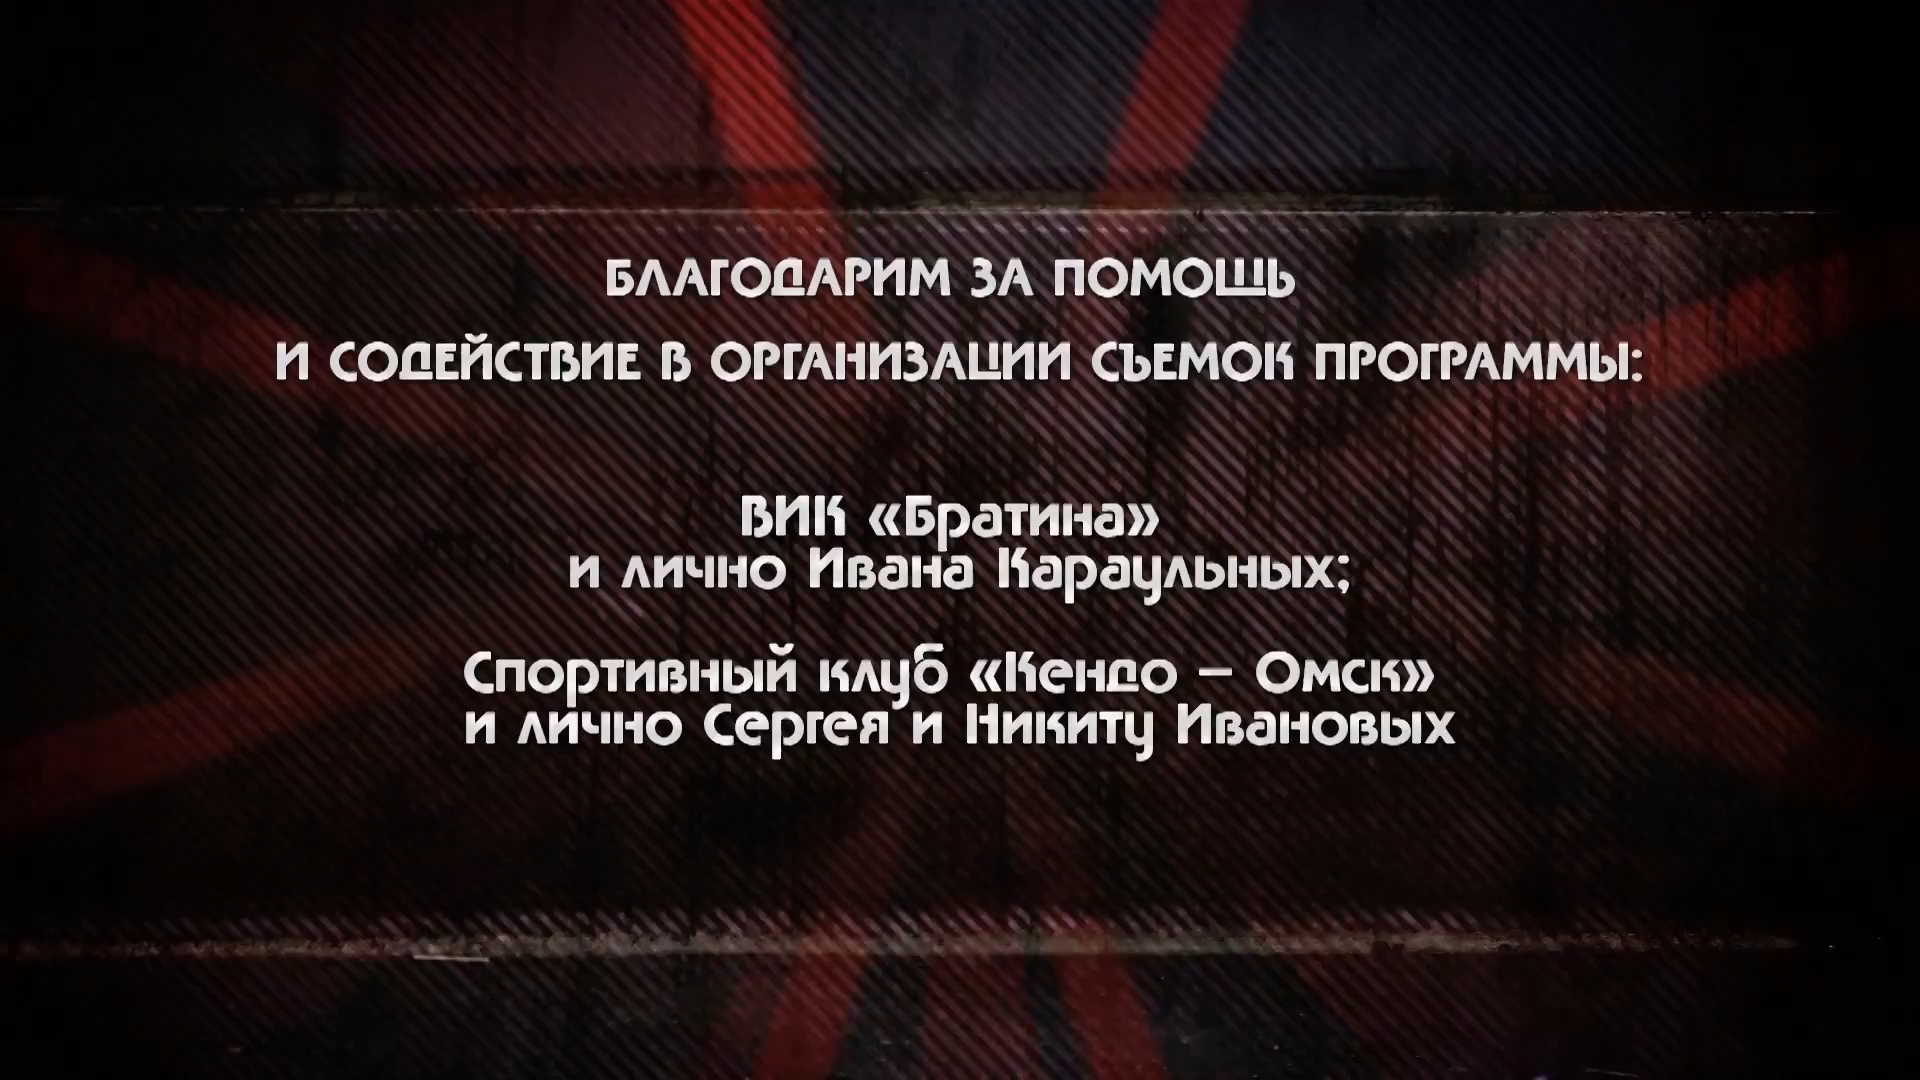 БЛАГОДАРИМ ЗА ПОМОЩЬ
И СОДЕЙСТВИЕ В ОРГАНИЗАЦИИ СЪЕМОК ПРОГРАММЫ:
ВИК «Братина»
и лично Ивана Караульных;
Спортивный клуб «Кендо – Омск»
и лично Сергея и Никиту Ивановых